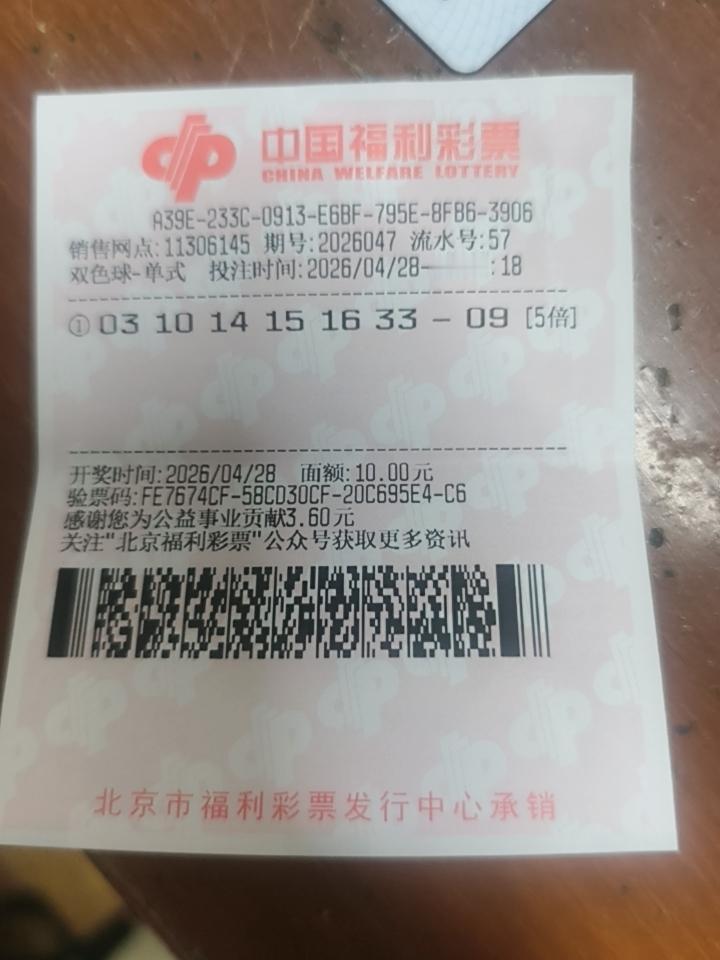 中国福利彩票
CHINA WELFARE LOTTERY
A39E-233C-0913-E6BF-795E-8FB6-3906
销售网点:11306145 期号:2026047 流水号:57
双色球-单式 投注时间:2026/04/28- :18
① 03 10 14 15 16 33 - 09 [5倍]
开奖时间:2026/04/28 面额:10.00元
验票码:FE7674CF-58CD30CF-20C695E4-C6
感谢您为公益事业贡献3.60元
关注"北京福利彩票"公众号获取更多资讯
北京市福利彩票发行中心承销